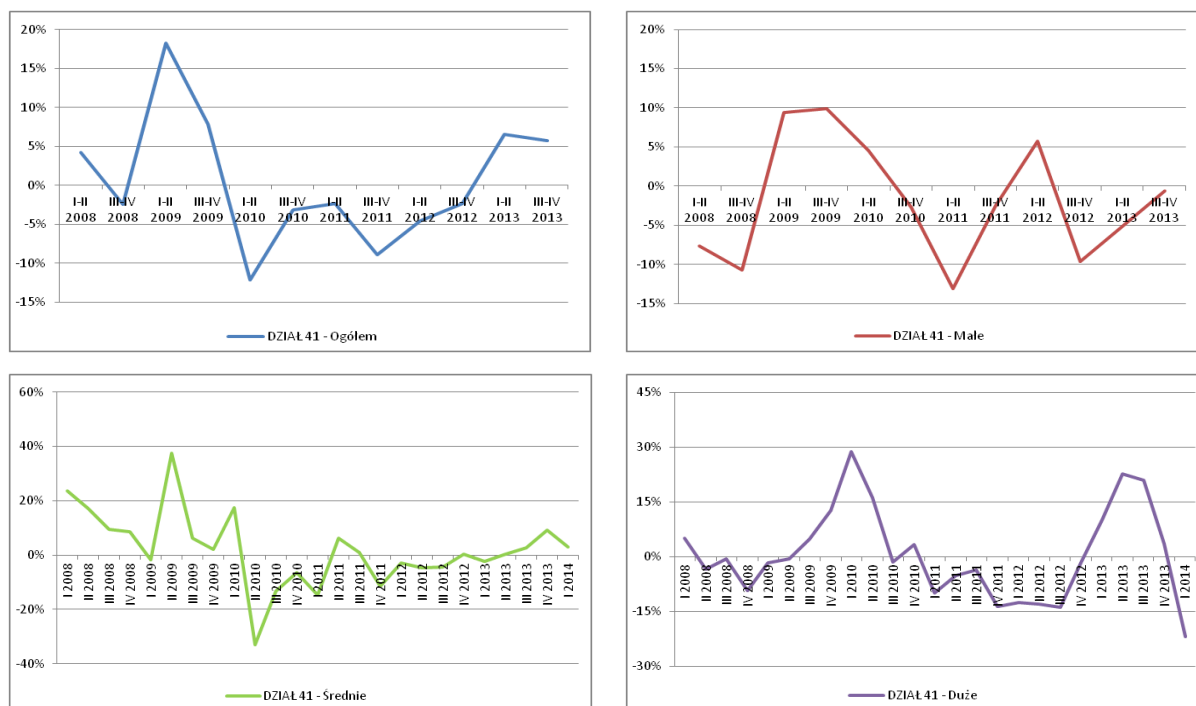 20%
15%
10%
5%
0%
-5%
-10%
-15%
I-II 2008
III-IV 2008
I-II 2009
III-IV 2009
I-II 2010
III-IV 2010
I-II 2011
III-IV 2011
I-II 2012
III-IV 2012
I-II 2013
III-IV 2013
DZIAŁ 41 - Ogółem
20%
15%
10%
5%
0%
-5%
-10%
-15%
I-II 2008
III-IV 2008
I-II 2009
III-IV 2009
I-II 2010
III-IV 2010
I-II 2011
III-IV 2011
I-II 2012
III-IV 2012
I-II 2013
III-IV 2013
DZIAŁ 41 - Małe
60%
40%
20%
0%
-20%
-40%
I 2008
II 2008
III 2008
IV 2008
I 2009
II 2009
III 2009
IV 2009
I 2010
II 2010
III 2010
IV 2010
I 2011
II 2011
III 2011
IV 2011
I 2012
II 2012
III 2012
IV 2012
I 2013
II 2013
III 2013
IV 2013
I 2014
DZIAŁ 41 - Średnie
45%
30%
15%
0%
-15%
-30%
I 2008
II 2008
III 2008
IV 2008
I 2009
II 2009
III 2009
IV 2009
I 2010
II 2010
III 2010
IV 2010
I 2011
II 2011
III 2011
IV 2011
I 2012
II 2012
III 2012
IV 2012
I 2013
II 2013
III 2013
IV 2013
I 2014
DZIAŁ 41 - Duże